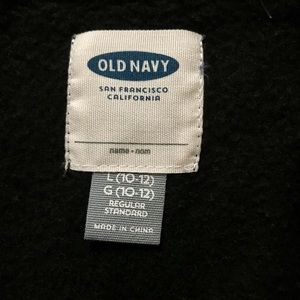 OLD NAVY
SAN FRANCISCO
CALIFORNIA
name • nom
L (10-12)
G (10-12)
REGULAR
STANDARD
MADE IN CHINA